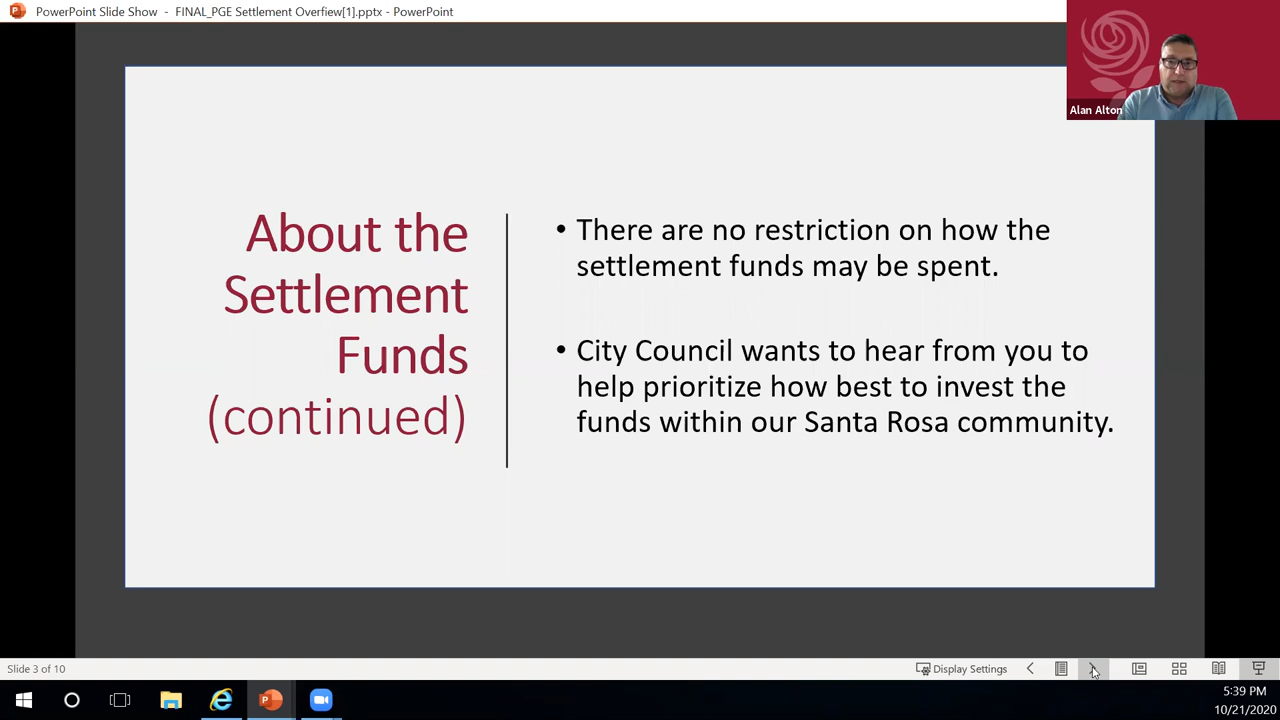 PowerPoint Slide Show - FINAL_PGE Settlement Overfiew[1].pptx - PowerPoint
Alan Alton
About the
Settlement
Funds
(continued)
• There are no restriction on how the
settlement funds may be spent.
• City Council wants to hear from you to
help prioritize how best to invest the
funds within our Santa Rosa community.
Slide 3 of 10
Display Settings
5:39 PM
10/21/2020